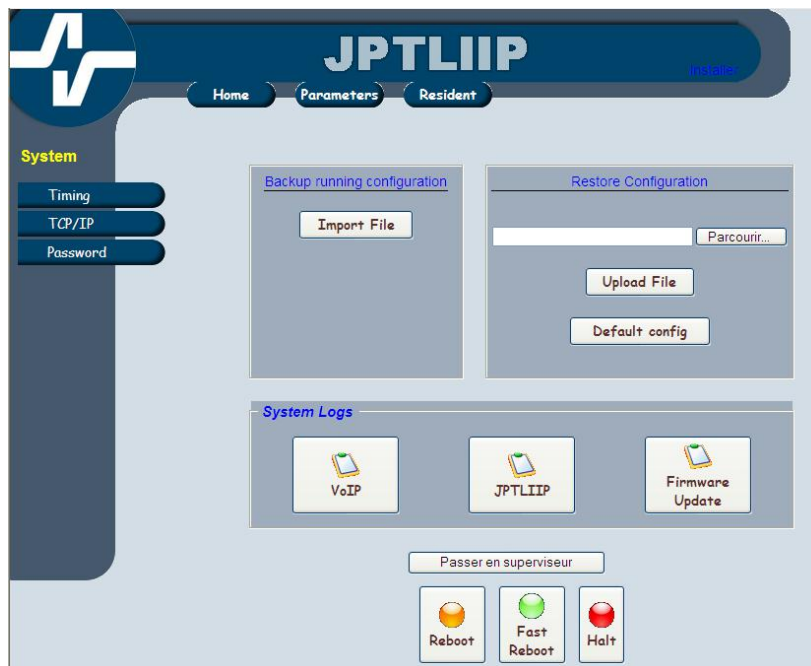 JPTLIIP
Installer
Home
Parameters
Resident
System
Timing
TCP/IP
Password
Backup running configuration
Import File
Restore Configuration
Parcourir...
Upload File
Default config
System Logs
VoIP
JPTLIIP
Firmware
Update
Passer en superviseur
Reboot
Fast
Reboot
Halt